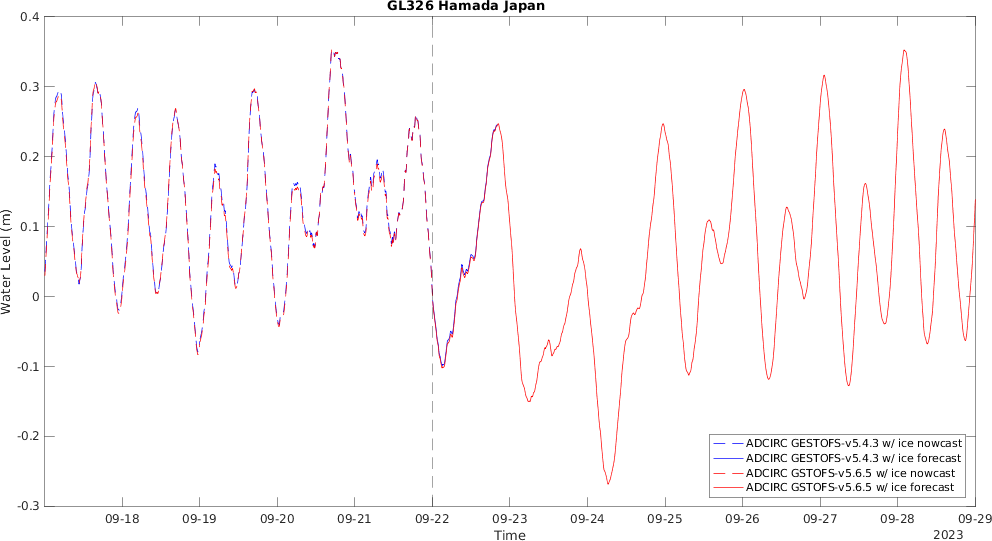 GL326 Hamada Japan
0.4
0.3
0.2
0.1
0
-0.1
-0.2
-0.3
Water Level (m)
ADCIRC GESTOFS-v5.4.3 w/ ice nowcast
ADCIRC GESTOFS-v5.4.3 w/ ice forecast
ADCIRC GSTOFS-v5.6.5 w/ ice nowcast
ADCIRC GSTOFS-v5.6.5 w/ ice forecast
09-18 09-19 09-20 09-21 09-22 09-23 09-24 09-25 09-26 09-27 09-28 09-29
Time
2023